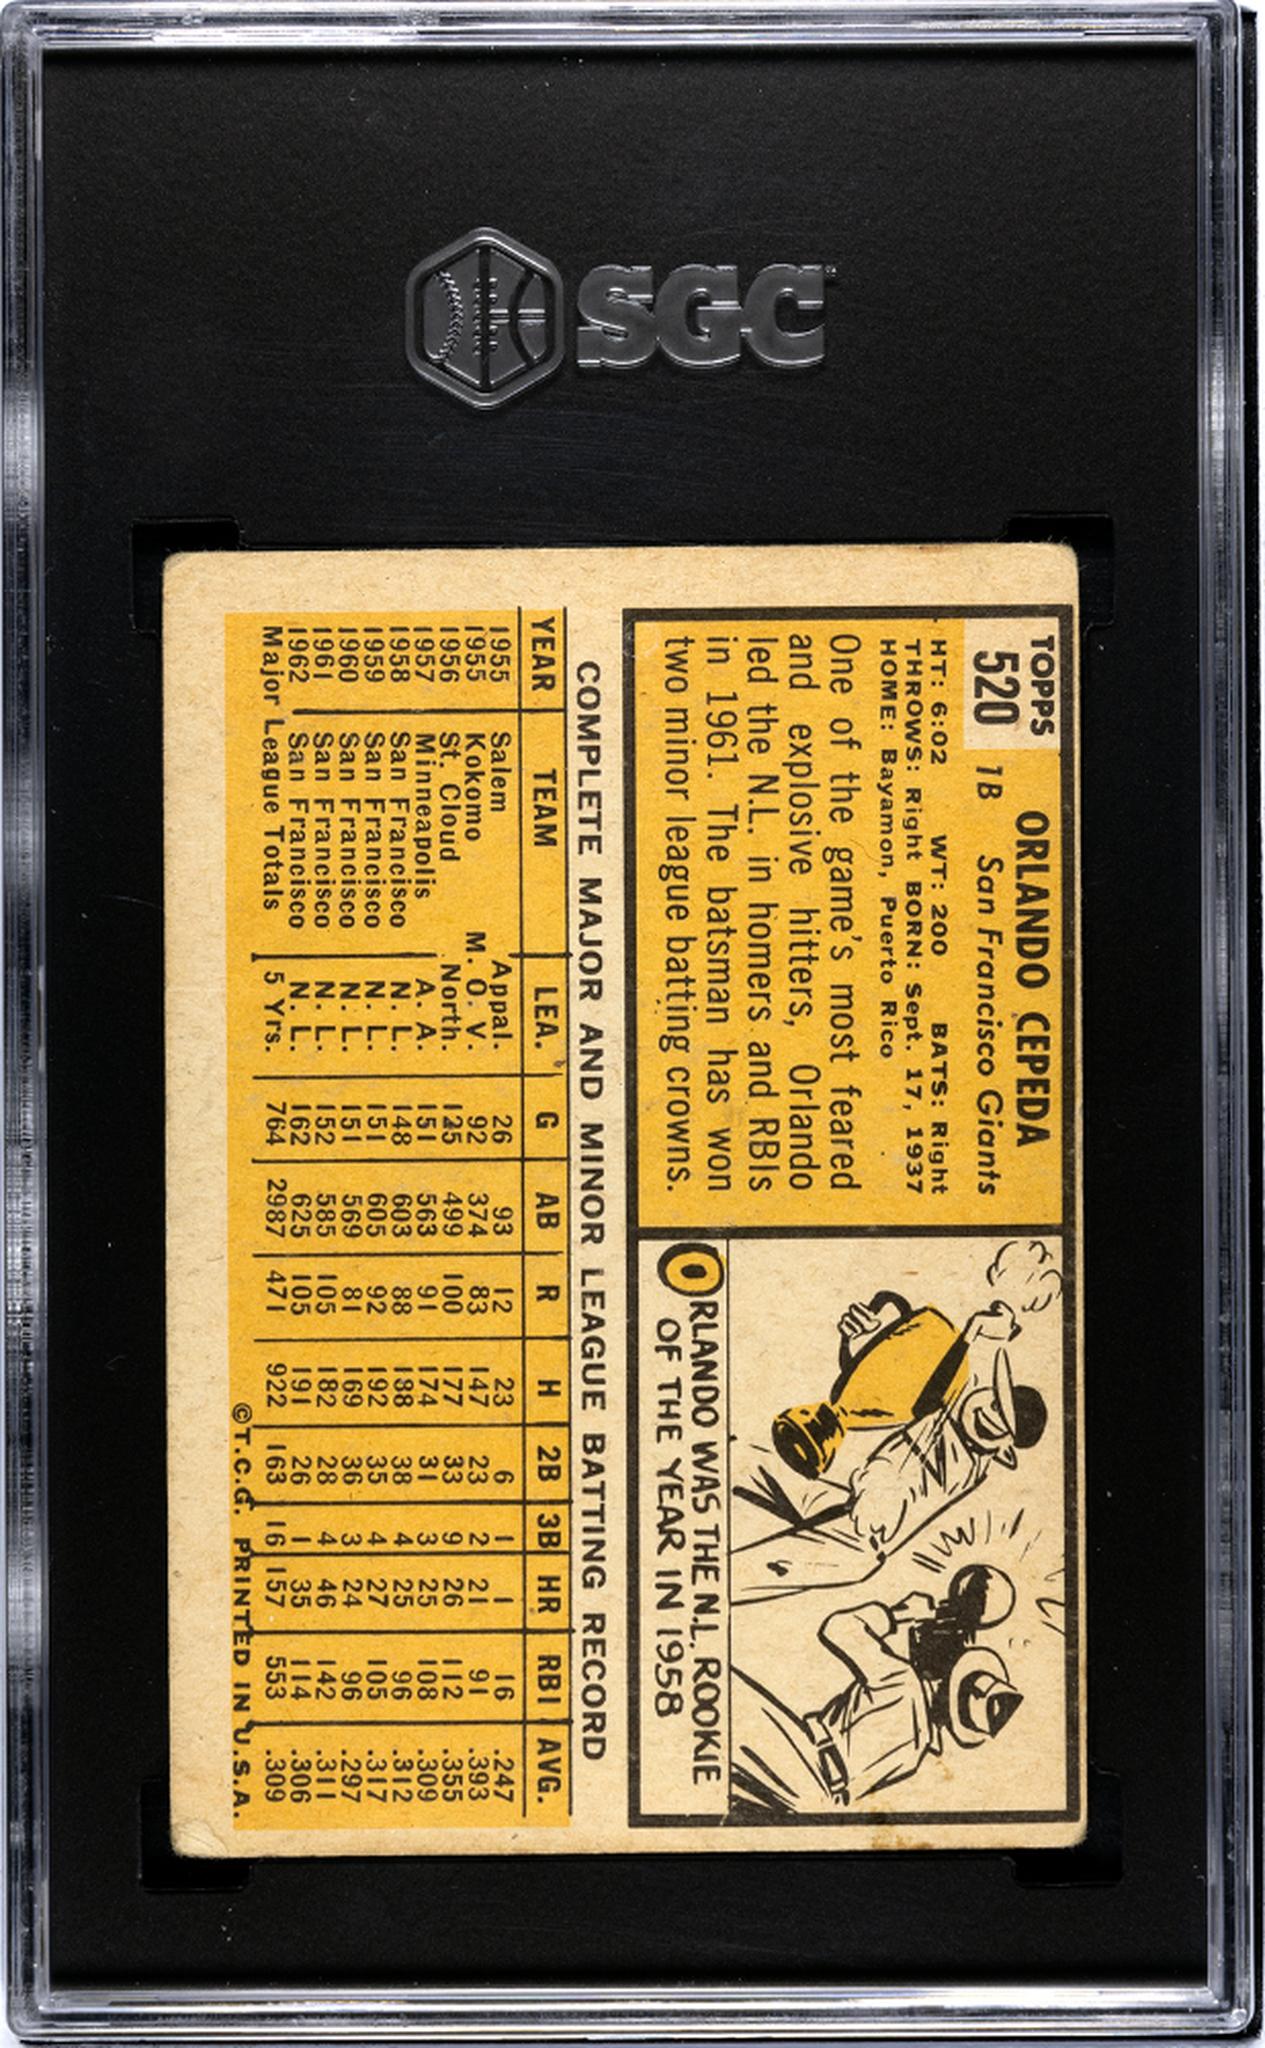 SGC
TOPPS
520
ORLANDO CEPEDA
1B San Francisco Giants
HT: 6:02 WT: 200 BATS: Right
THROWS: Right BORN: Sept. 17, 1937
HOME: Bayamon, Puerto Rico
One of the game's most feared
and explosive hitters, Orlando
led the N.L. in homers and RBIs
in 1961. The batsman has won
two minor league batting crowns.
ORLANDO WAS THE N.L. ROOKIE
OF THE YEAR IN 1958
COMPLETE MAJOR AND MINOR LEAGUE BATTING RECORD
YEAR TEAM LEA. G AB R H 2B 3B HR RBI AVG.
1955 Salem Appal. 26 93 12 23 6 1 1 16 .247
1955 Kokomo M. O. V. 92 374 83 147 23 2 21 91 .393
1956 St. Cloud North. 125 499 100 177 33 9 26 112 .355
1957 Minneapolis A. A. 151 563 91 174 31 3 25 108 .309
1958 San Francisco N. L. 148 603 88 188 38 4 25 96 .312
1959 San Francisco N. L. 151 605 92 192 35 4 27 105 .317
1960 San Francisco N. L. 151 569 81 169 36 3 24 96 .297
1961 San Francisco N. L. 152 585 105 182 28 4 46 142 .311
1962 San Francisco N. L. 162 625 105 191 26 1 35 114 .306
Major League Totals 5 Yrs. 764 2987 471 922 163 16 157 553 .309
©T.C.G. PRINTED IN U.S.A.